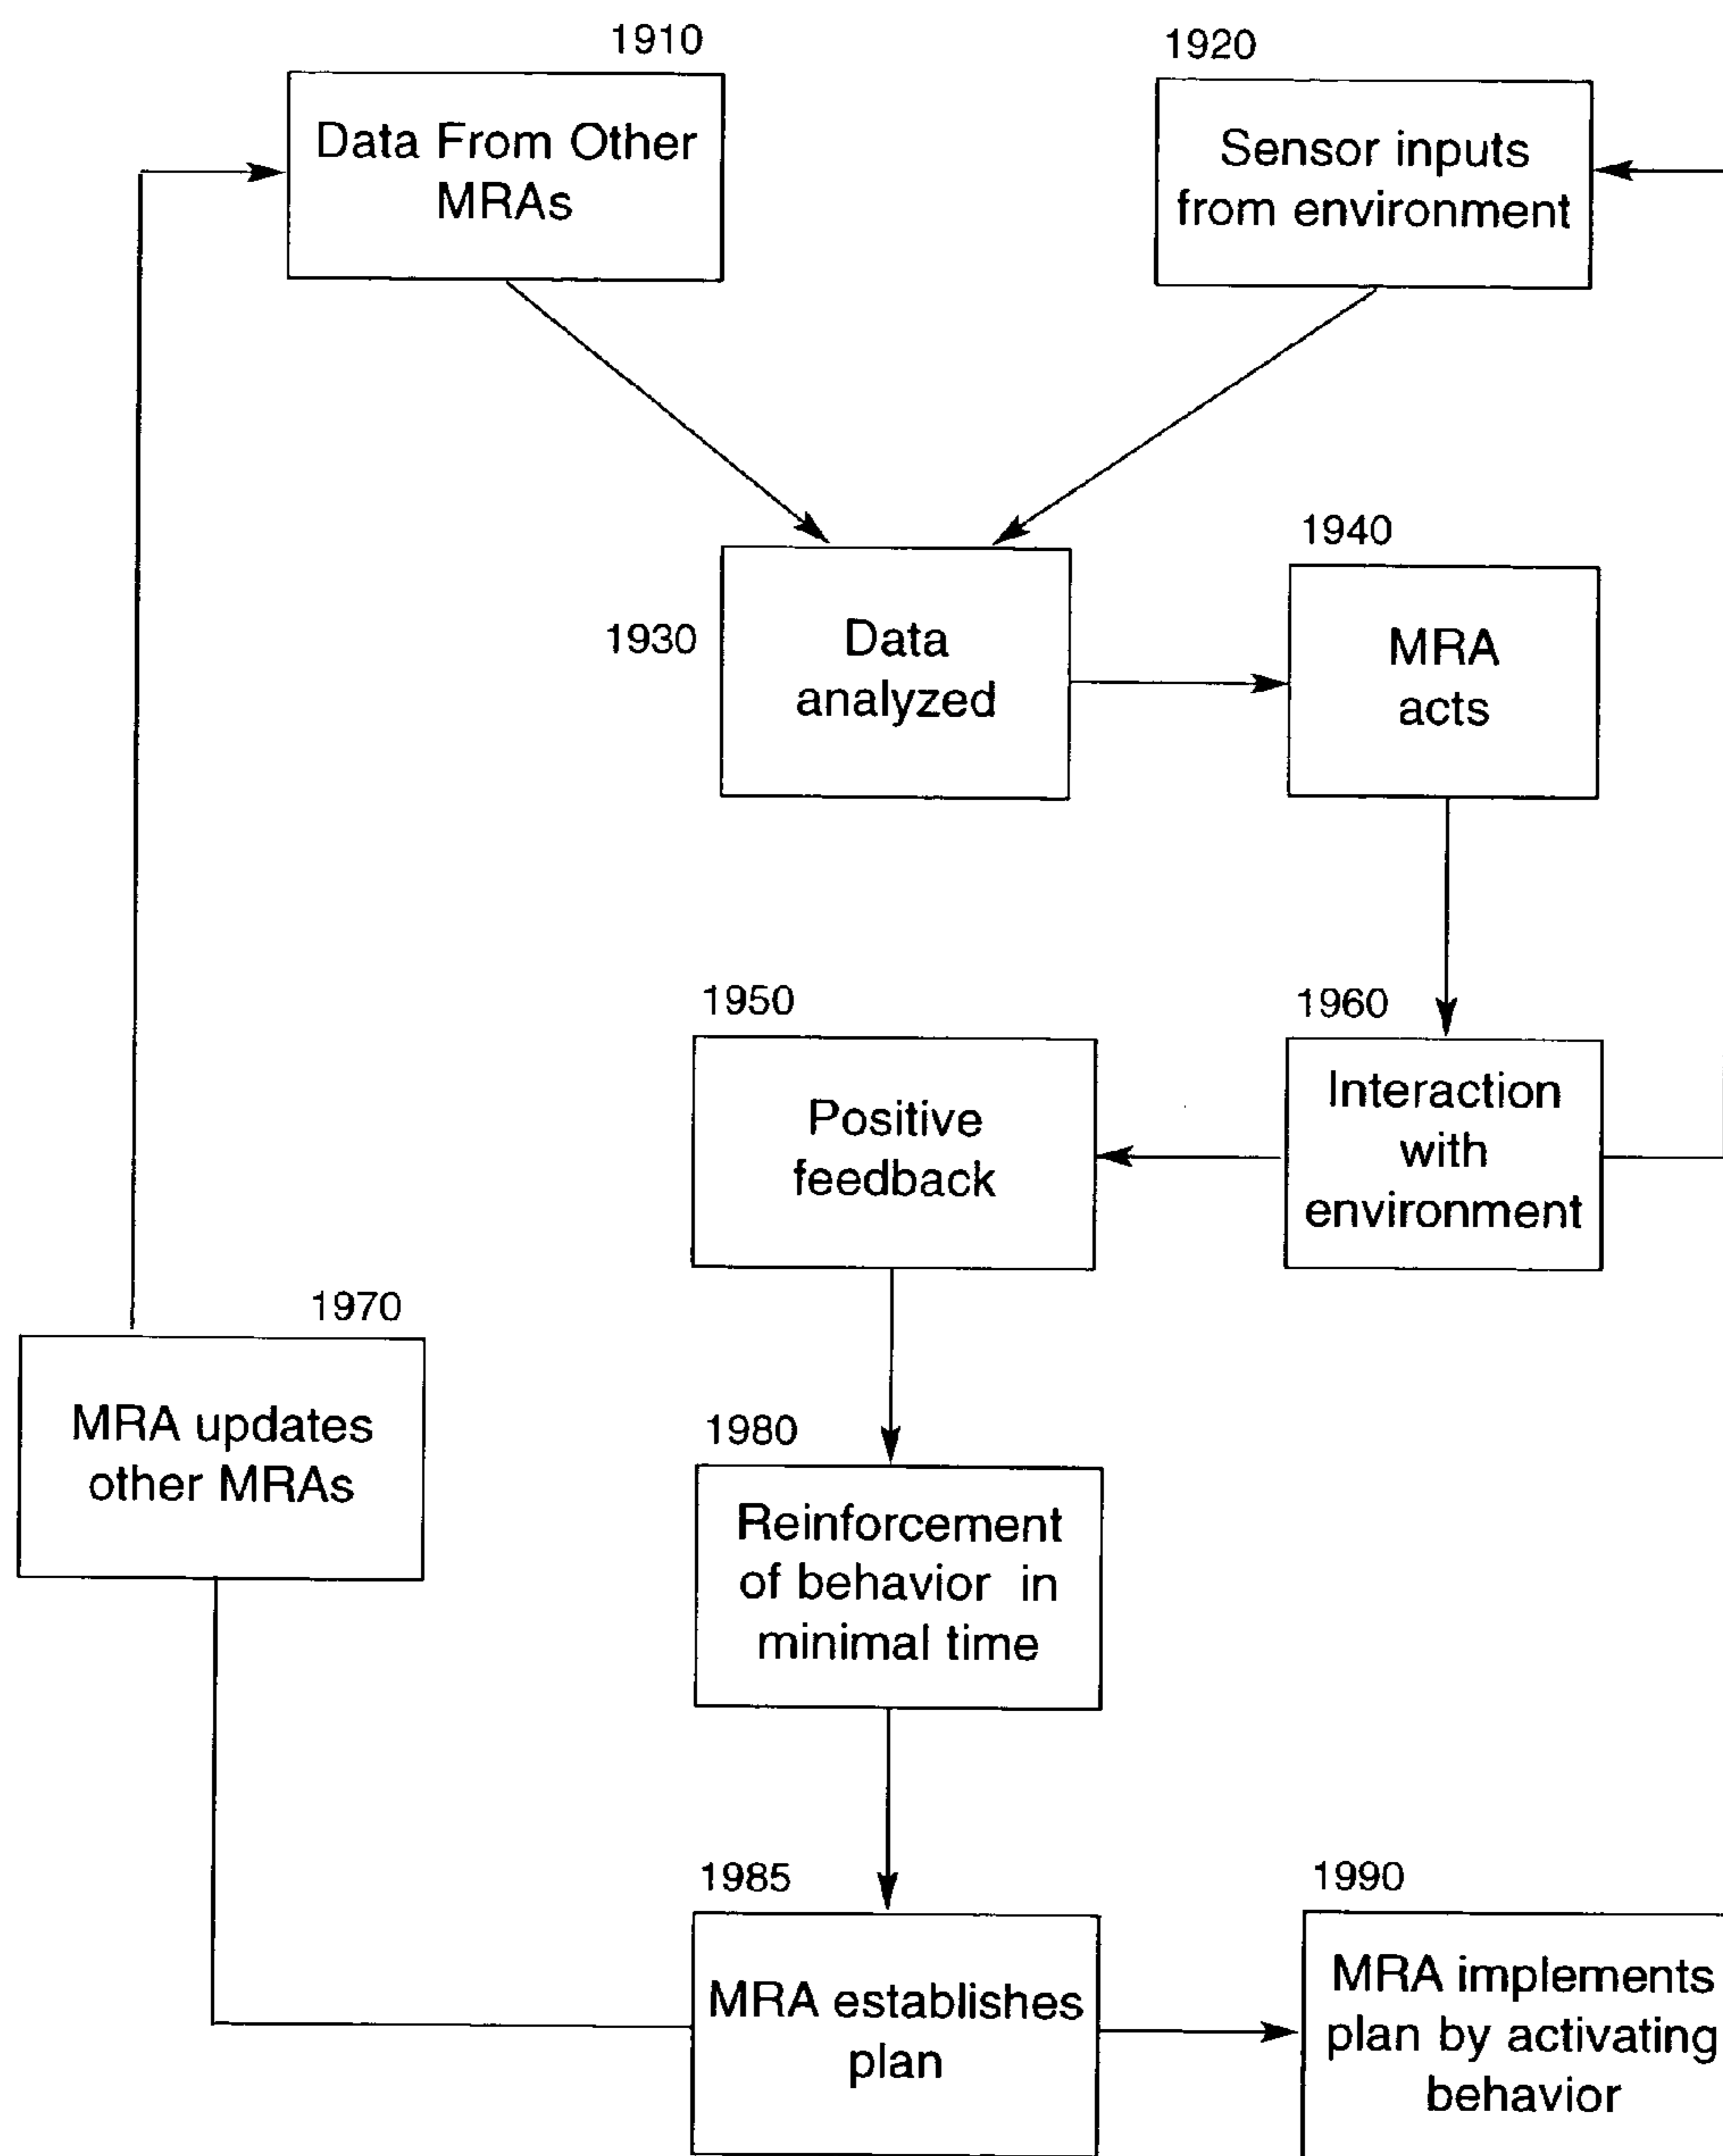 1910
Data From Other
MRAs
1920
Sensor inputs
from environment
1930
Data
analyzed
1940
MRA
acts
1950
Positive
feedback
1960
Interaction
with
environment
1970
MRA updates
other MRAs
1980
Reinforcement
of behavior in
minimal time
1985
MRA establishes
plan
1990
MRA implements
plan by activating
behavior